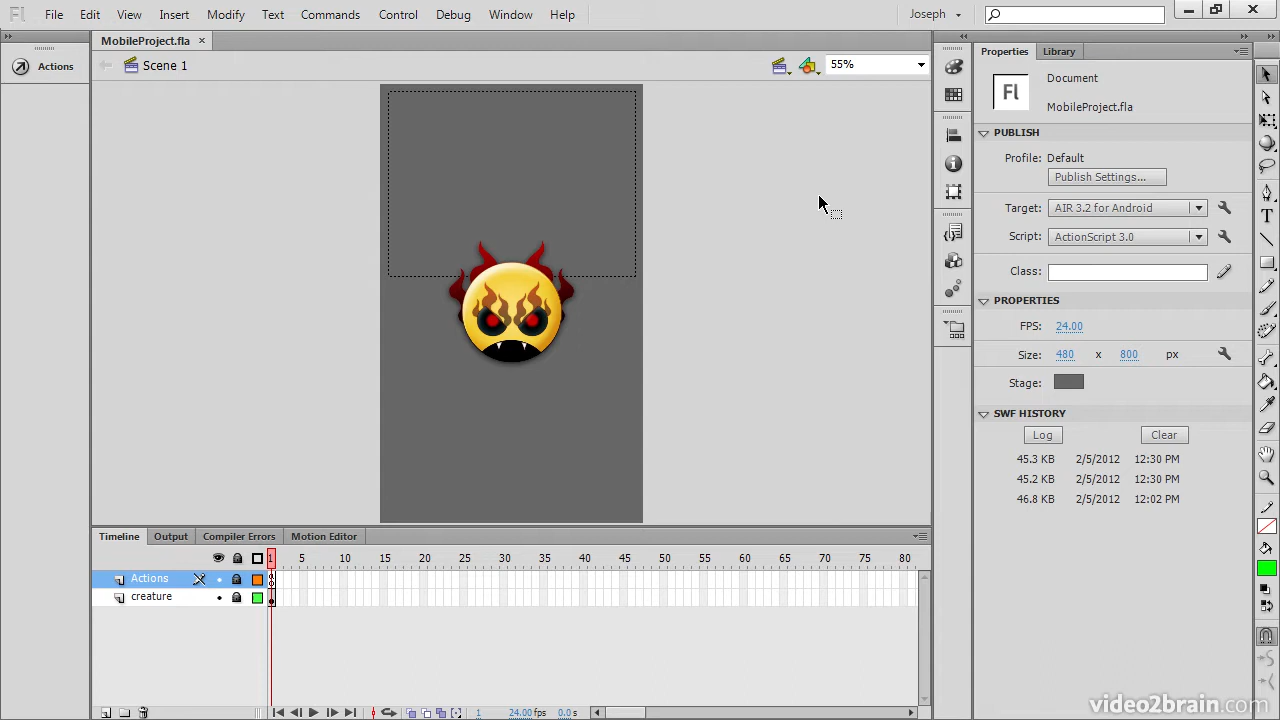 Fl File Edit View Insert Modify Text Commands Control Debug Window Help Joseph
MobileProject.fla ×
Actions
Scene 1
55%
Properties Library
Fl
Document
MobileProject.fla
PUBLISH
Profile: Default
Publish Settings...
Target: AIR 3.2 for Android
Script: ActionScript 3.0
Class:
PROPERTIES
FPS: 24.00
Size: 480 x 800 px
Stage:
SWF HISTORY
Log Clear
45.3 KB 2/5/2012 12:30 PM
45.2 KB 2/5/2012 12:30 PM
46.8 KB 2/5/2012 12:02 PM
Timeline Output Compiler Errors Motion Editor
1 5 10 15 20 25 30 35 40 45 50 55 60 65 70 75 80
Actions
creature
1 24.00 fps 0.0 s
video2brain.com